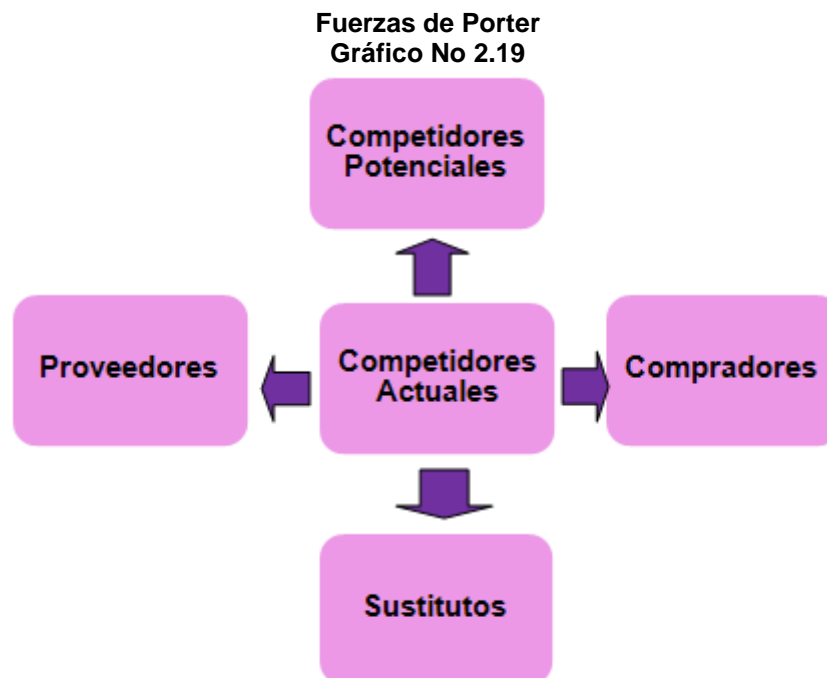 Fuerzas de Porter
Gráfico No 2.19
Competidores
Potenciales
Proveedores
Competidores
Actuales
Compradores
Sustitutos